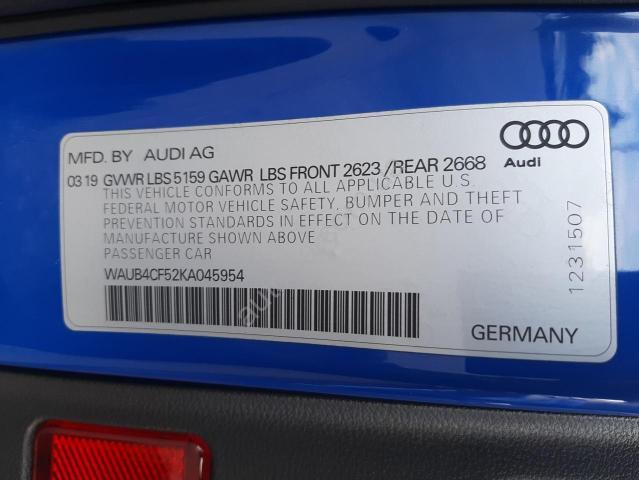 MFD. BY AUDI AG
Audi
03 19 GVWR LBS 5159 GAWR LBS FRONT 2623 /REAR 2668
THIS VEHICLE CONFORMS TO ALL APPLICABLE U.S.
FEDERAL MOTOR VEHICLE SAFETY, BUMPER AND THEFT
PREVENTION STANDARDS IN EFFECT ON THE DATE OF
MANUFACTURE SHOWN ABOVE
PASSENGER CAR
WAUB4CF52KA045954
1231507
GERMANY